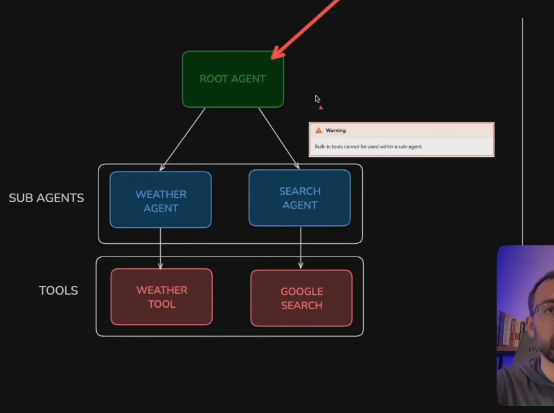 ROOT AGENT
Warning
Built-in tools cannot be used within a sub-agent.
SUB AGENTS
WEATHER
AGENT
SEARCH
AGENT
TOOLS
WEATHER
TOOL
GOOGLE
SEARCH